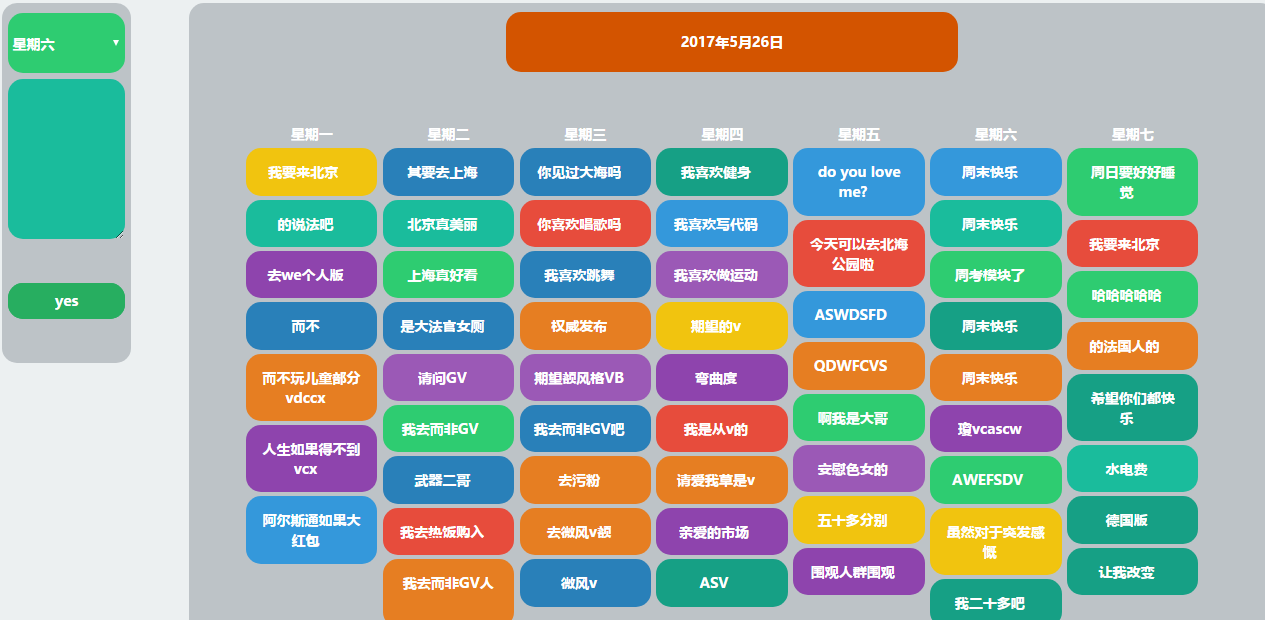 星期六
yes
2017年5月26日
星期一
我要来北京
的说法吧
去we个人版
而不
而不玩儿童部分
vdccx
人生如果得不到
vcx
阿尔斯通如果大
红包
星期二
其要去上海
北京真美丽
上海真好看
是大法官女厕
请问GV
我去而非GV
武器二哥
我去热饭购入
我去而非GV人
星期三
你见过大海吗
你喜欢唱歌吗
我喜欢跳舞
权威发布
期望靓风格VB
我去而非GV吧
去污粉
去微风v靓
微风v
星期四
我喜欢健身
我喜欢写代码
我喜欢做运动
期望的v
弯曲度
我是从v的
请爱我草是v
亲爱的市场
ASV
星期五
do you love
me?
今天可以去北海
公园啦
ASWDSFD
QDWFCVS
啊我是大哥
安慰色女的
五十多分别
围观人群围观
星期六
周末快乐
周末快乐
周考模块了
周末快乐
周末快乐
瓊vcascw
AWEFSDV
虽然对于突发感
慨
我二十多吧
星期七
周日要好好睡
觉
我要来北京
哈哈哈哈哈
的法国人的
希望你们都快
乐
水电费
德国版
让我改变